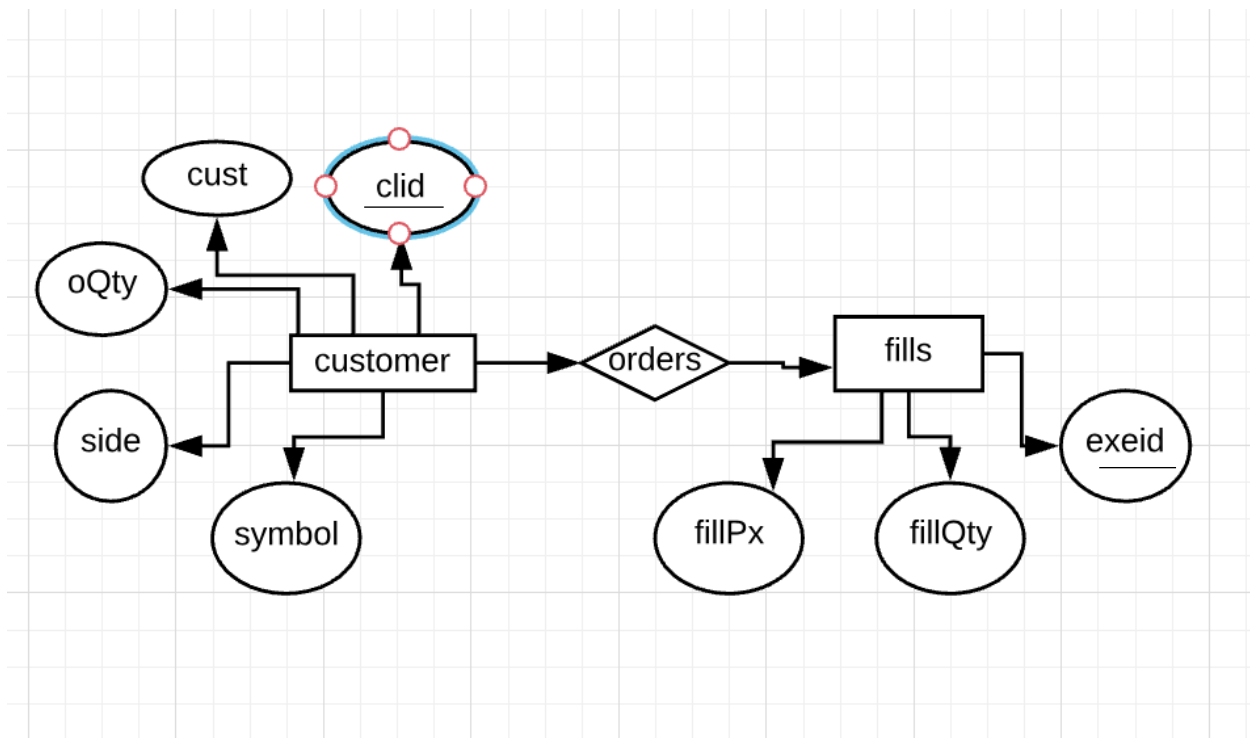 cust
clid
oQty
customer
orders
fills
side
exeid
symbol
fillPx
fillQty